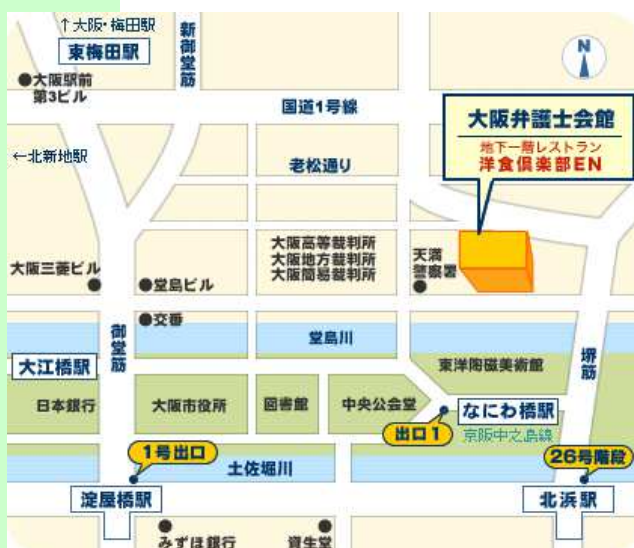 ↑大阪・梅田駅
東梅田駅
新御堂筋
N
●大阪駅前
第3ビル
国道1号線
大阪弁護士会館
地下一階レストラン
洋食倶楽部EN
←北新地駅
老松通り
大阪高等裁判所
大阪地方裁判所
大阪簡易裁判所
天満
警察署
大阪三菱ビル
堂島ビル
交番
御堂筋
堂島川
堺筋
大江橋駅
東洋陶磁美術館
日本銀行
大阪市役所
図書館
中央公会堂
なにわ橋駅
出口1
京阪中之島線
1号出口
土佐堀川
26号階段
淀屋橋駅
北浜駅
みずほ銀行
資生堂